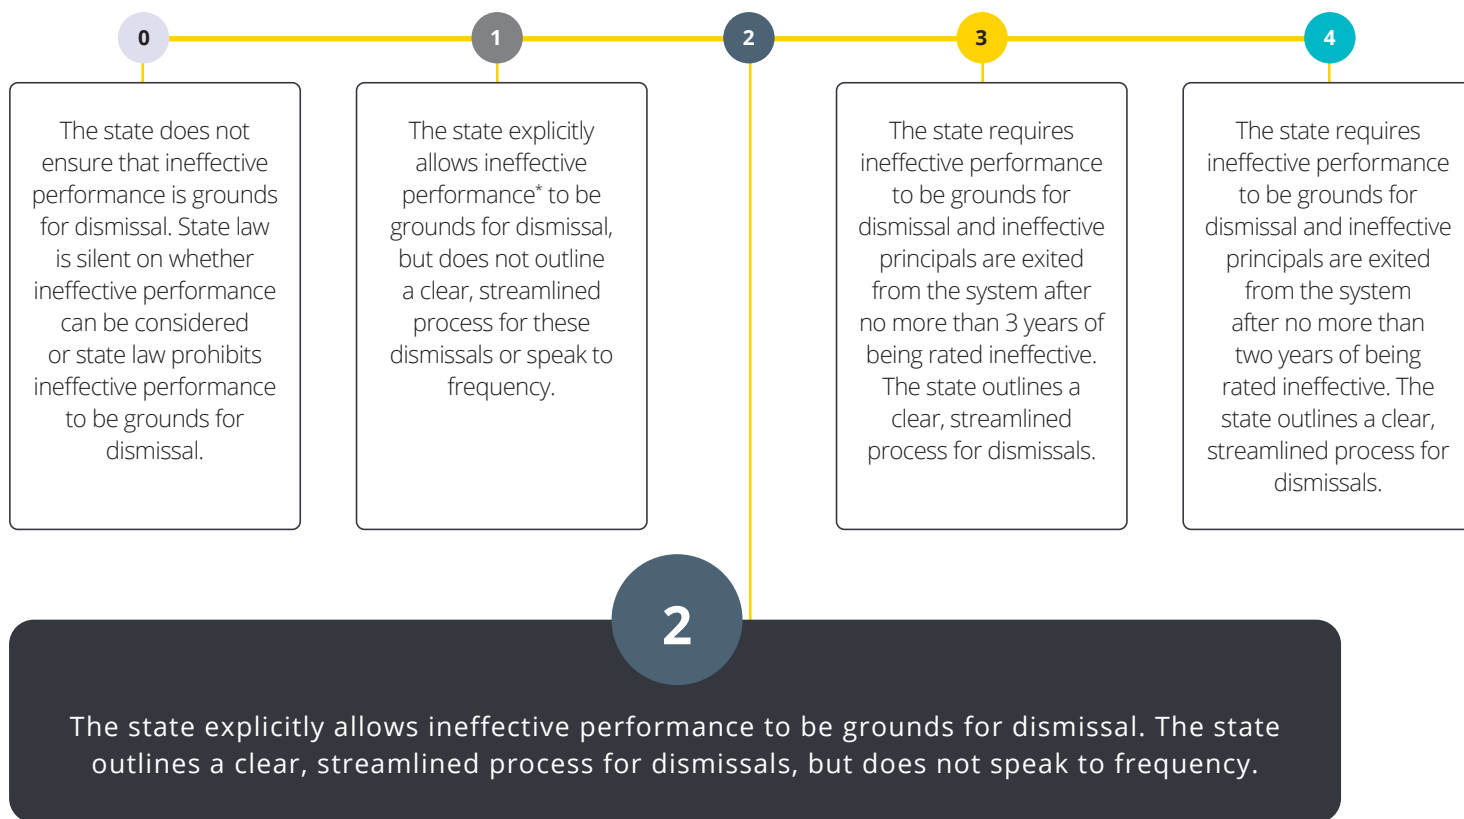 0
1
2
3
4
The state does not
ensure that ineffective
performance is grounds
for dismissal. State law
is silent on whether
ineffective performance
can be considered
or state law prohibits
ineffective performance
to be grounds for
dismissal.
The state explicitly
allows ineffective
performance* to be
grounds for dismissal,
but does not outline
a clear, streamlined
process for these
dismissals or speak to
frequency.
The state requires
ineffective performance
to be grounds for
dismissal and ineffective
principals are exited
from the system after
no more than 3 years of
being rated ineffective.
The state outlines a
clear, streamlined
process for dismissals.
The state requires
ineffective performance
to be grounds for
dismissal and ineffective
principals are exited
from the system
after no more than
two years of being
rated ineffective. The
state outlines a clear,
streamlined process for
dismissals.
2
The state explicitly allows ineffective performance to be grounds for dismissal. The state
outlines a clear, streamlined process for dismissals, but does not speak to frequency.